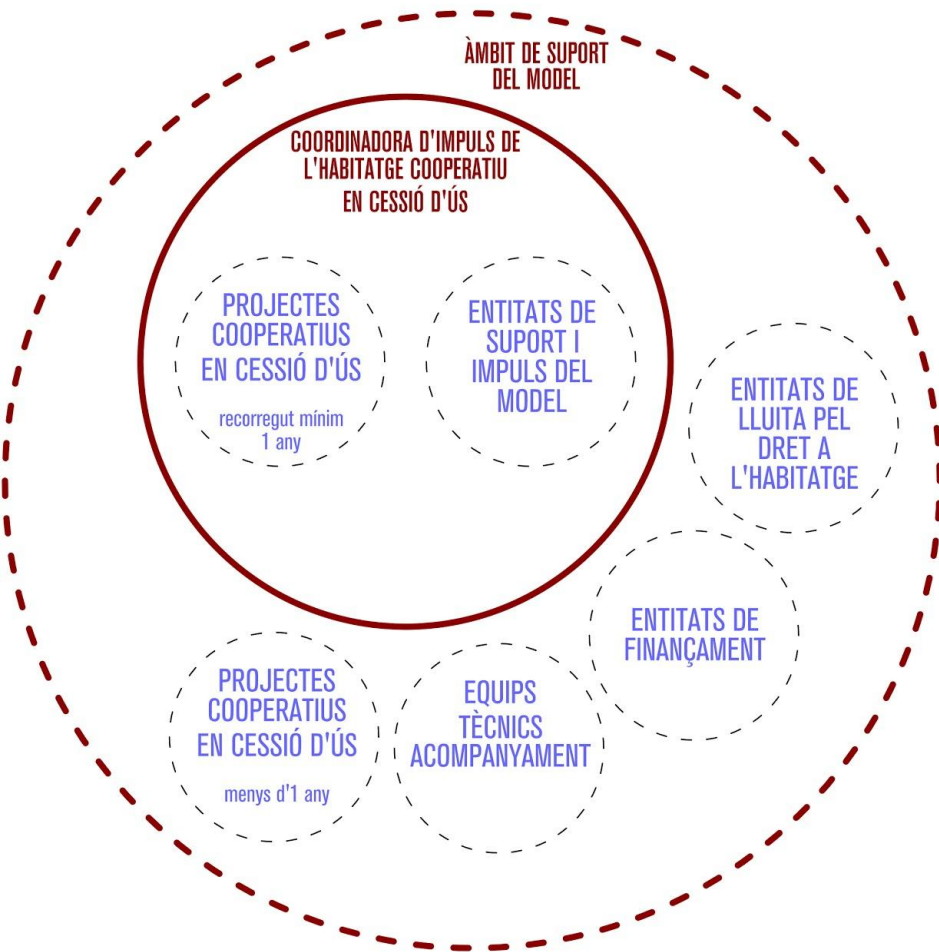 ÀMBIT DE SUPORT
DEL MODEL
COORDINADORA D'IMPULS DE
L'HABITATGE COOPERATIU
EN CESSIÓ D'ÚS
PROJECTES
COOPERATIUS
EN CESSIÓ D'ÚS
recorregut mínim
1 any
ENTITATS DE
SUPORT I
IMPULS DEL
MODEL
ENTITATS DE
LLUITA PEL
DRET A
L'HABITATGE
ENTITATS DE
FINANÇAMENT
PROJECTES
COOPERATIUS
EN CESSIÓ D'ÚS
menys d'1 any
EQUIPS
TÈCNICS
ACOMPANYAMENT